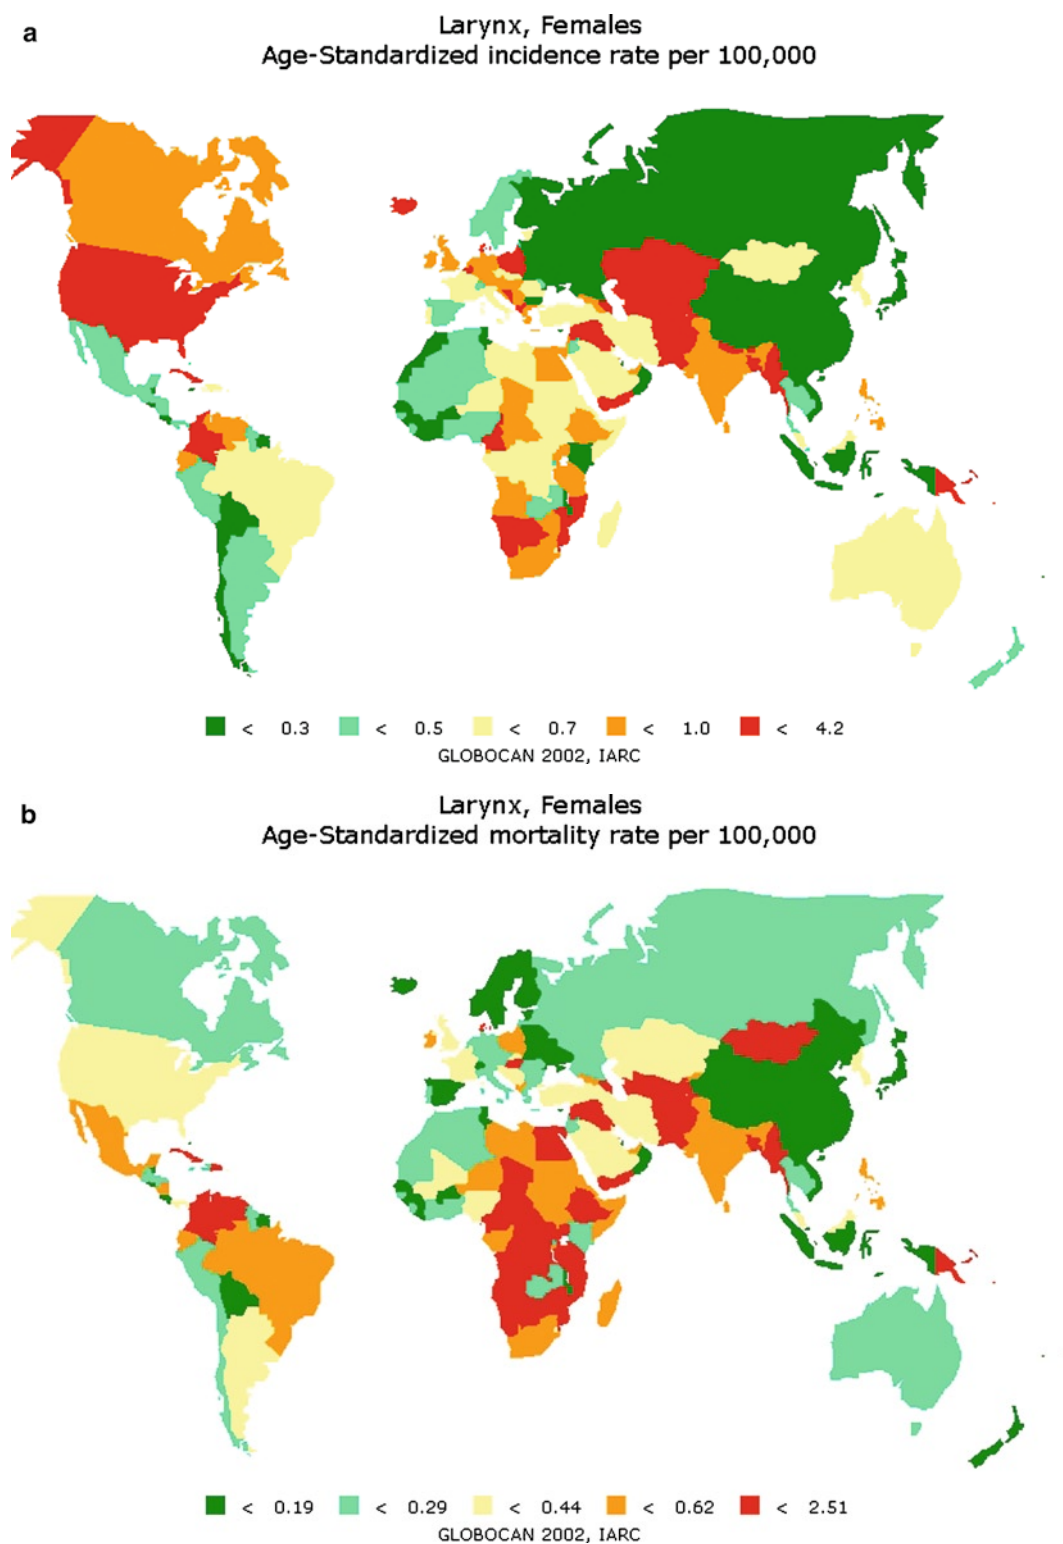 a
Larynx, Females
Age-Standardized incidence rate per 100,000
< 0.3 < 0.5 < 0.7 < 1.0 < 4.2
GLOBOCAN 2002, IARC
b
Larynx, Females
Age-Standardized mortality rate per 100,000
< 0.19 < 0.29 < 0.44 < 0.62 < 2.51
GLOBOCAN 2002, IARC